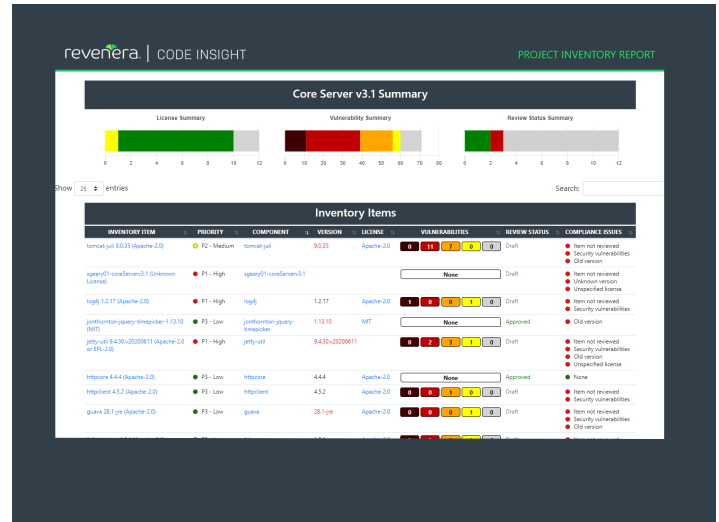 revenera. | CODE INSIGHT PROJECT INVENTORY REPORT
Core Server v3.1 Summary
License Summary Vulnerability Summary Review Status Summary
0 2 4 6 8 10 12 0 10 20 30 40 50 60 70 80 0 2 4 6 8 10 12
Show 25 entries Search:
Inventory Items
INVENTORY ITEM PRIORITY COMPONENT VERSION LICENSE VULNERABILITIES REVIEW STATUS COMPLIANCE ISSUES
tomcat-juli 9.0.35 (Apache-2.0) P2 - Medium tomcat-juli 9.0.35 Apache-2.0 0 11 7 0 0 Draft Item not reviewed
Security vulnerabilities
Old version
sgeary01-coreServerv3.1 (Unknown P1 - High sgeary01-coreServerv3.1 None Draft Item not reviewed
License) Unknown version
Unspecified license
log4j 1.2.17 (Apache-2.0) P1 - High log4j 1.2.17 Apache-2.0 1 0 0 1 0 Draft Item not reviewed
Security vulnerabilities
jonthornton-jquery-timepicker-1.13.10 P3 - Low jonthornton-jquery- 1.13.10 MIT None Approved Old version
(MIT) timepicker
jetty-util 9.4.30.v20200611 (Apache-2.0 P1 - High jetty-util 9.4.30.v20200611 0 2 3 1 0 Draft Item not reviewed
or EPL-2.0) Security vulnerabilities
Old version
Unspecified license
httpcore 4.4.4 (Apache-2.0) P3 - Low httpcore 4.4.4 Apache-2.0 None Approved None
httpclient 4.5.2 (Apache-2.0) P3 - Low httpclient 4.5.2 Apache-2.0 0 0 1 0 0 Draft Item not reviewed
Security vulnerabilities
guava 28.1-jre (Apache-2.0) P3 - Low guava 28.1-jre Apache-2.0 0 0 0 1 0 Draft Item not reviewed
Security vulnerabilities
Old version